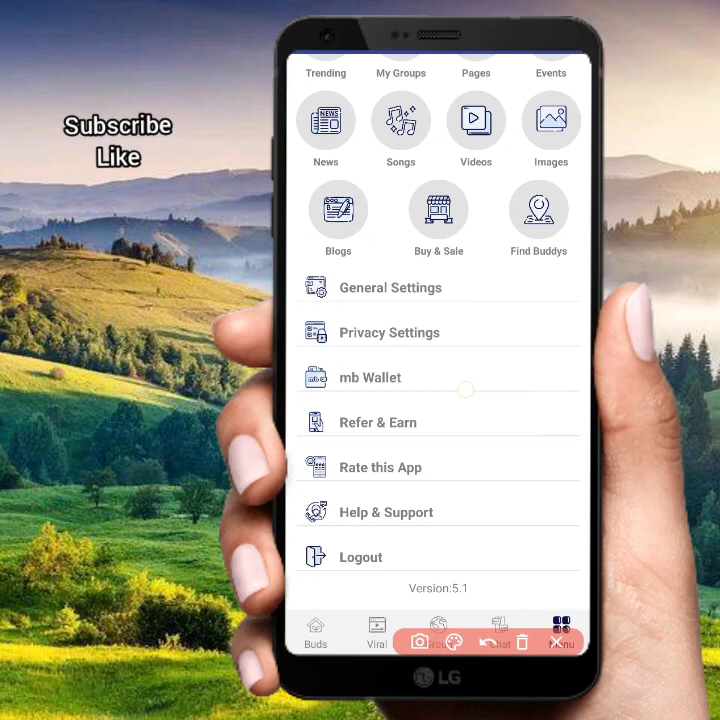 Subscribe
Like
Trending My Groups Pages Events
NEWS
News Songs Videos Images
Blogs Buy & Sale Find Buddys
General Settings
Privacy Settings
mb Wallet
Refer & Earn
Rate this App
Help & Support
Logout
Version:5.1
Buds Viral Chat Menu
LG